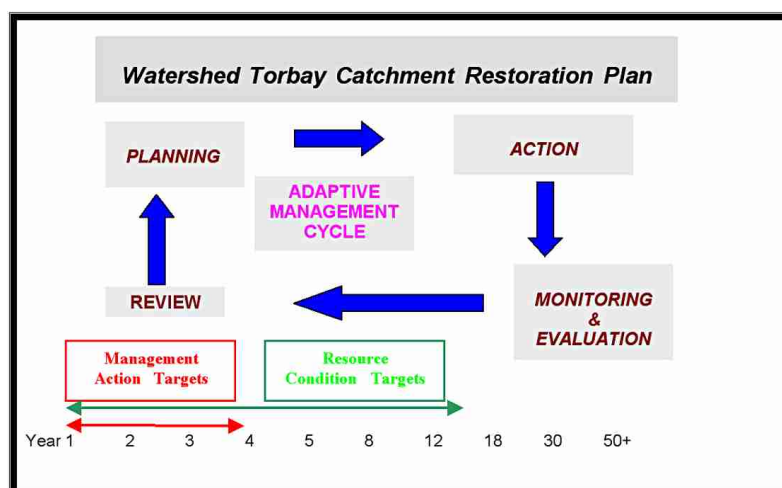 Watershed Torbay Catchment Restoration Plan
PLANNING
ACTION
ADAPTIVE
MANAGEMENT
CYCLE
REVIEW
MONITORING
&
EVALUATION
Management
Action Targets
Resource
Condition Targets
Year 1 2 3 4 5 8 12 18 30 50+